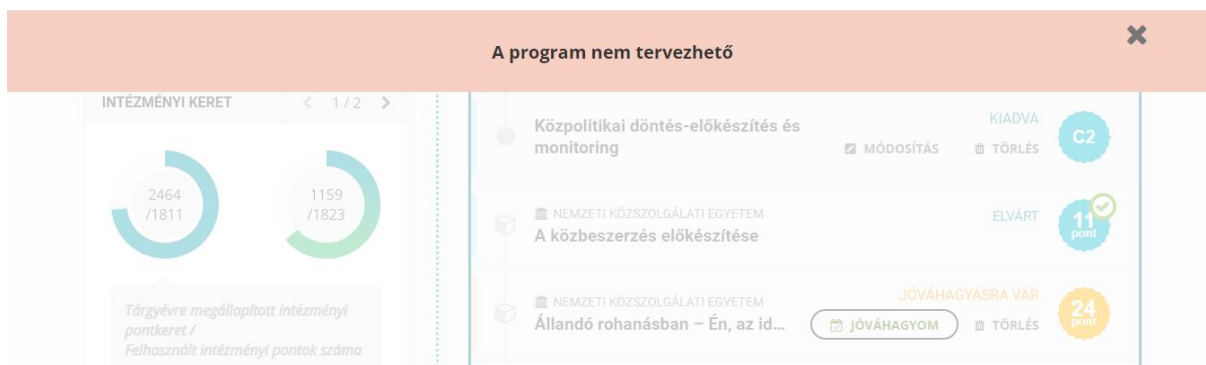 A program nem tervezhető
INTÉZMÉNYI KERET
1 / 2
2464
/1811
1159
/1823
Tárgyévre megállapított intézményi
pontkeret /
Felhasznált intézményi pontok száma
Közpolitikai döntés-előkészítés és
monitoring
KIADVA
MÓDOSÍTÁS
TÖRLÉS
C2
NEMZETI KÖZSZOLGÁLATI EGYETEM
A közbeszerzés előkészítése
ELVÁRT
11
pont
NEMZETI KÖZSZOLGÁLATI EGYETEM
Állandó rohanásban – Én, az id...
JÓVÁHAGYÁSRA VÁR
JÓVÁHAGYOM
TÖRLÉS
24
pont